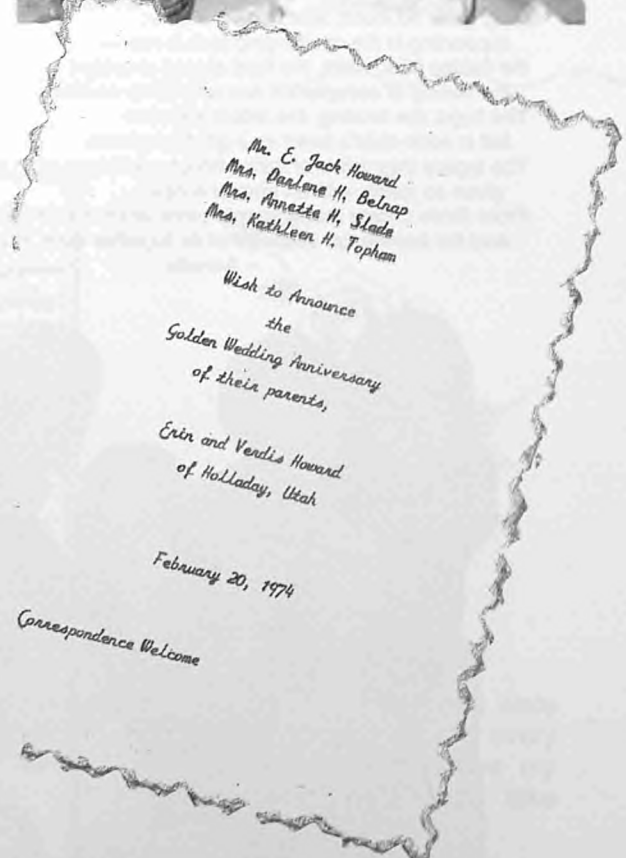 Mr. E. Jack Howard
Mrs. Darlene H. Belnap
Mrs. Annetta H. Slade
Mrs. Kathleen H. Topham
Wish to Announce
the
Golden Wedding Anniversary
of their parents,
Erin and Verdis Howard
of Holladay, Utah
February 20, 1974
Correspondence Welcome